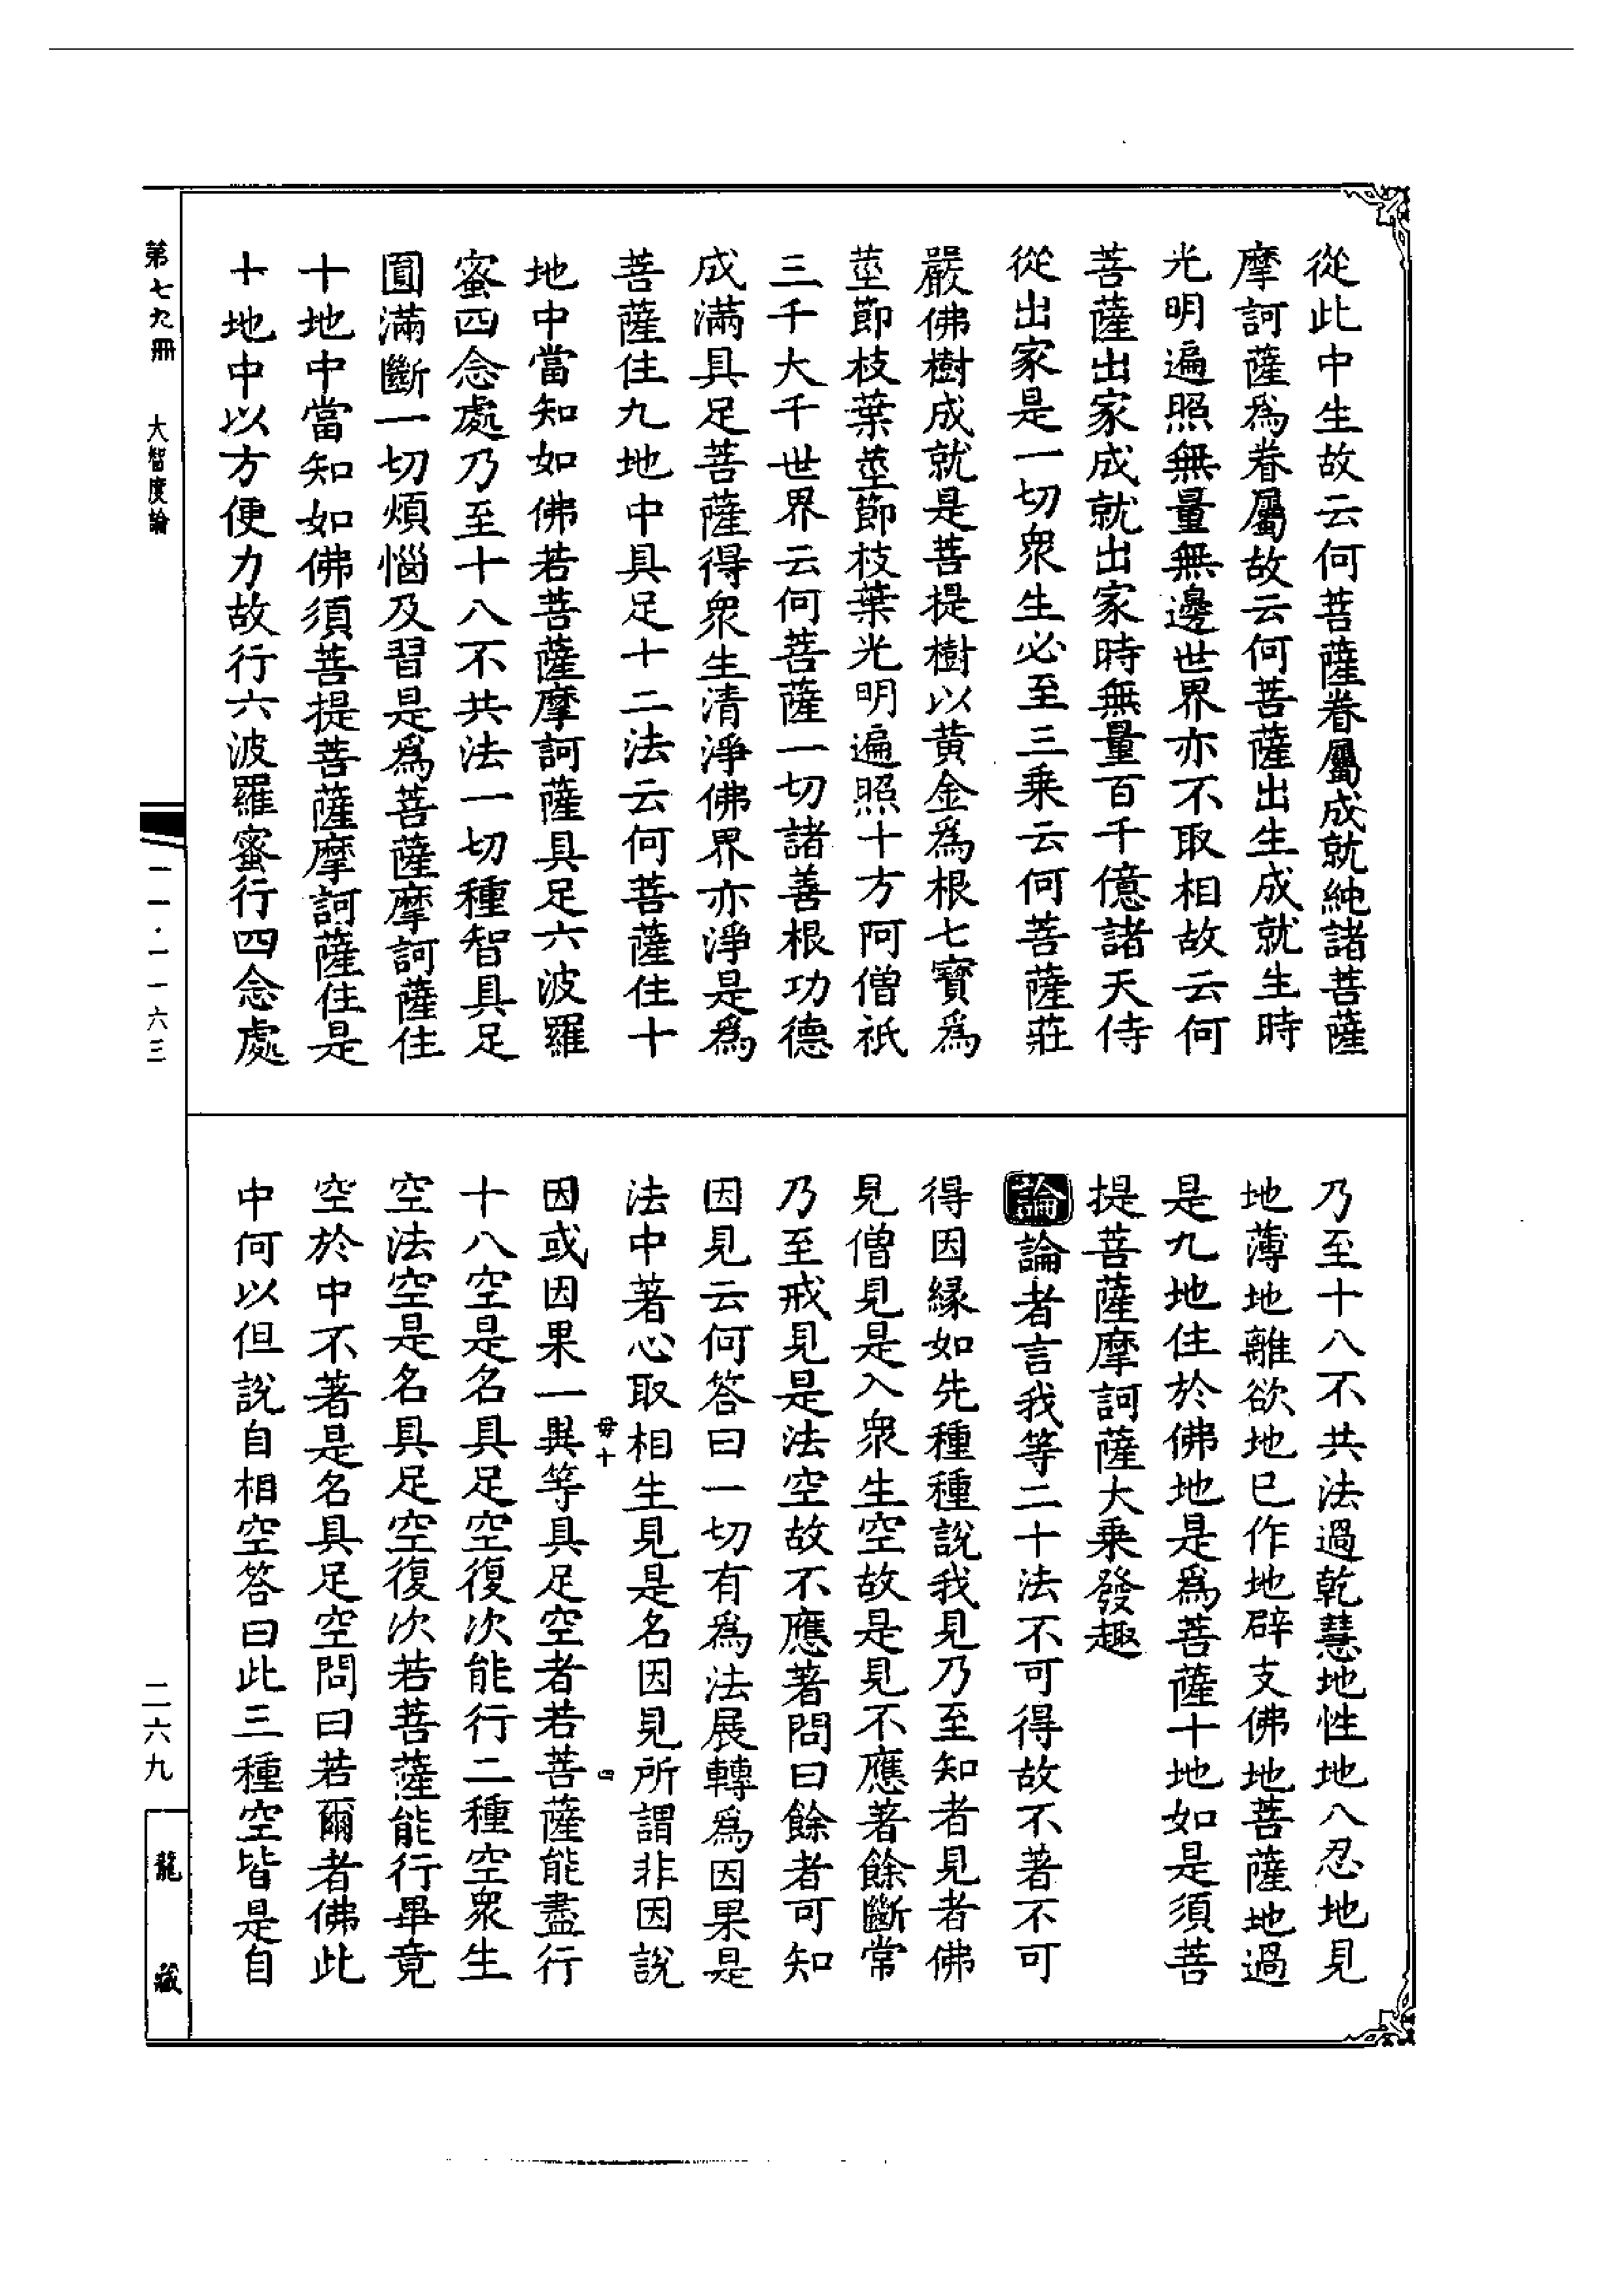 從此中生故云何菩薩眷屬成就純諸菩薩
摩訶薩爲眷屬故云何菩薩出生成就生時
光明遍照無量無邊世界亦不取相故云何
菩薩出家成就出家時無量百千億諸天侍
從出家是一切衆生必至三乘云何菩薩莊
嚴佛樹成就是菩提樹以黃金爲根七寶爲
莖節枝葉莖節枝葉光明遍照十方阿僧祇
三千大千世界云何菩薩一切諸善根功德
成滿具足菩薩得衆生清淨佛界亦淨是爲
菩薩住九地中具足十二法云何菩薩住十
地中當知如佛若菩薩摩訶薩具足六波羅
蜜四念處乃至十八不共法一切種智具足
圓滿斷一切煩惱及習是爲菩薩摩訶薩住
十地中當知如佛須菩提菩薩摩訶薩住是
十地中以方便力故行六波羅蜜行四念處
乃至十八不共法過乾慧地性地八忍地見
地薄地離欲地已作地辟支佛地菩薩地過
是九地住於佛地是爲菩薩十地如是須菩
提菩薩摩訶薩大乘發趣
論論者言我等二十法不可得故不著不可
得因緣如先種種說我見乃至知者見者佛
見僧見是入衆生空故是見不應著餘斷常
乃至戒見是法空故不應著問曰餘者可知
因見云何答曰一切有爲法展轉爲因果是
法中著心取相生見是名因見所謂非因說
因或因果一異等具足空者若菩薩能盡行
十八空是名具足空復次能行二種空衆生
空法空是名具足空復次若菩薩能行畢竟
空於中不著是名具足空問曰若爾者佛此
中何以但說自相空答曰此三種空皆是自
毋十
四
第七九冊
大智度論
一一·一一六三
二六九
龍藏